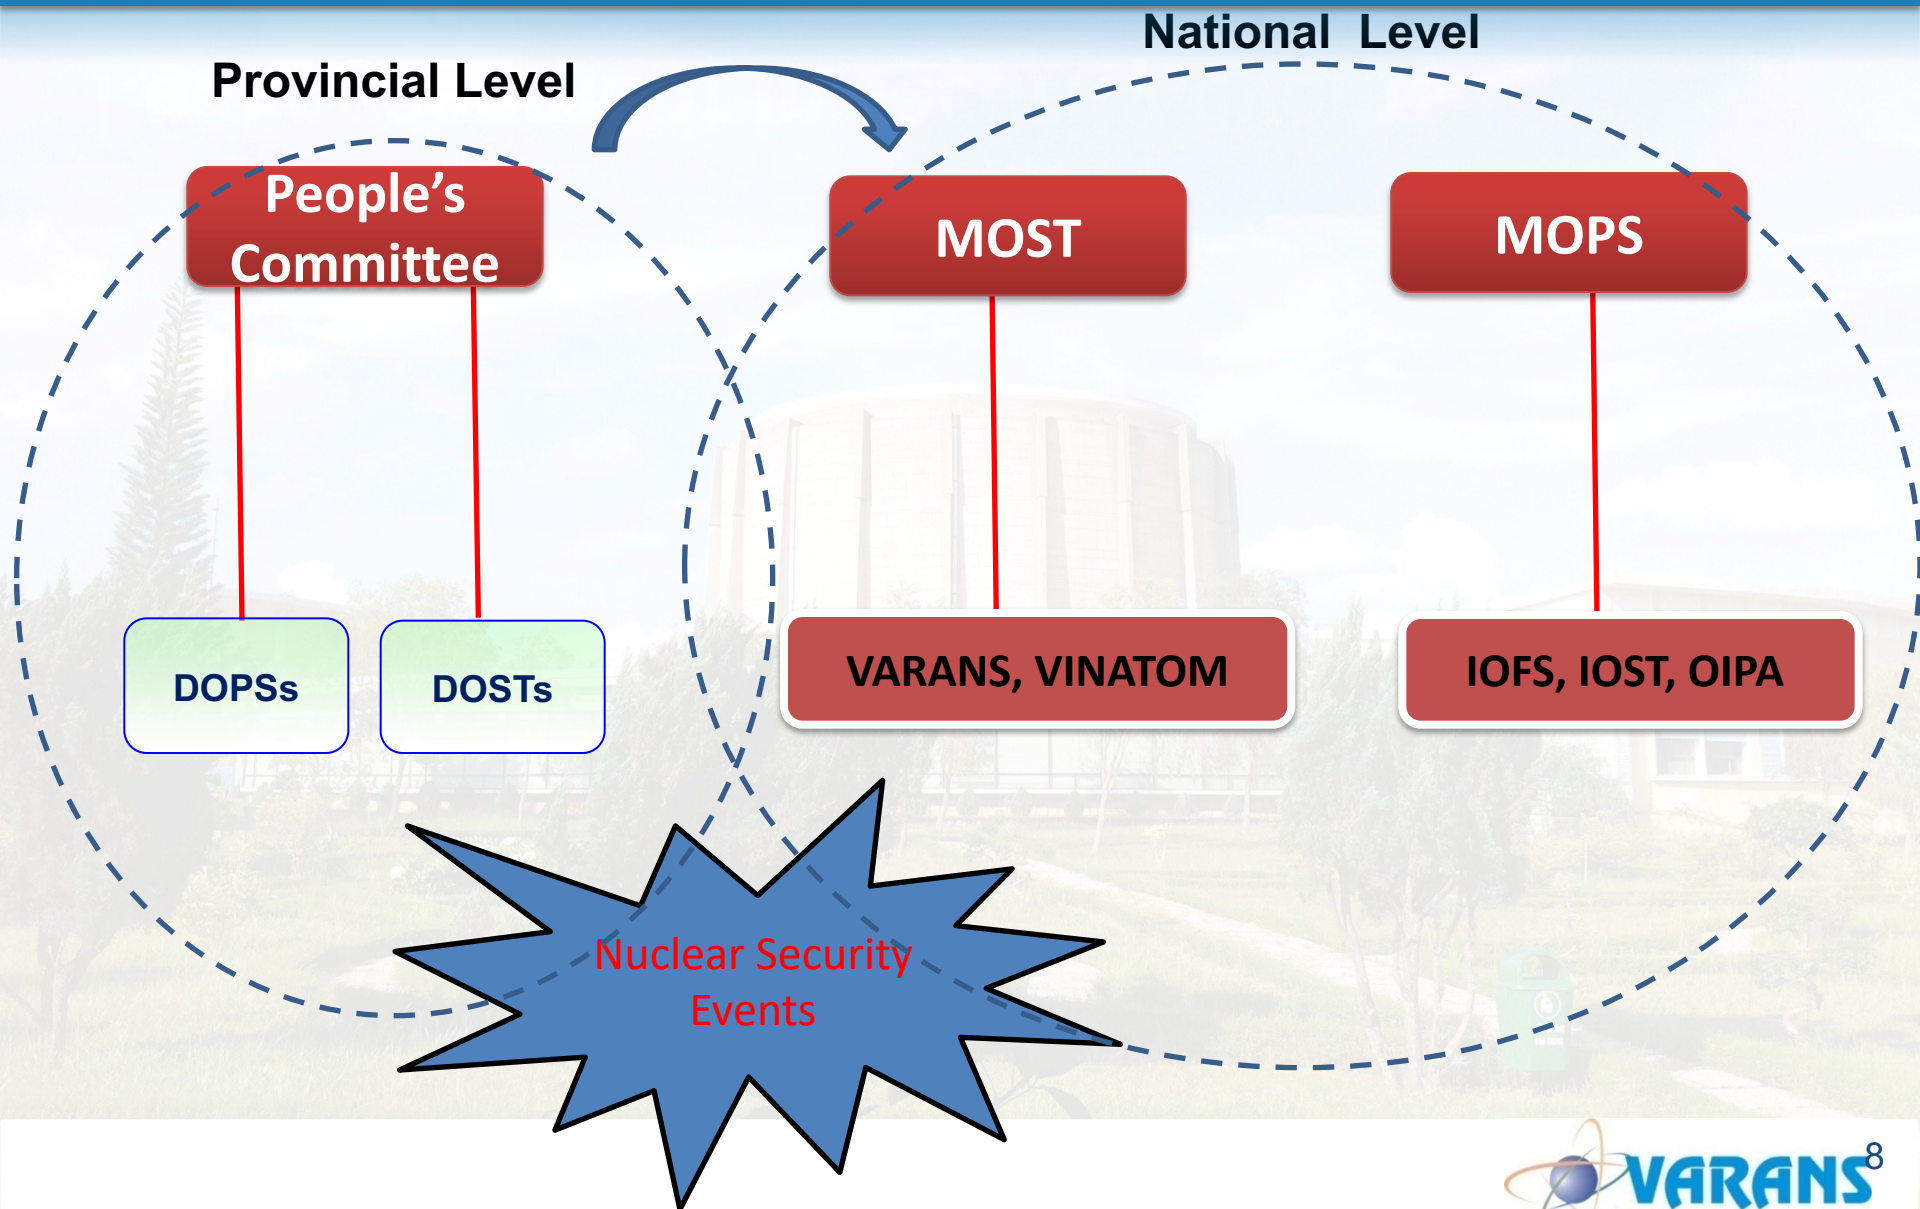 National Level
Provincial Level
People’s
Committee
MOST
MOPS
DOPSs
DOSTs
VARANS, VINATOM
IOFS, IOST, OIPA
Nuclear Security
Events
VARANS
8